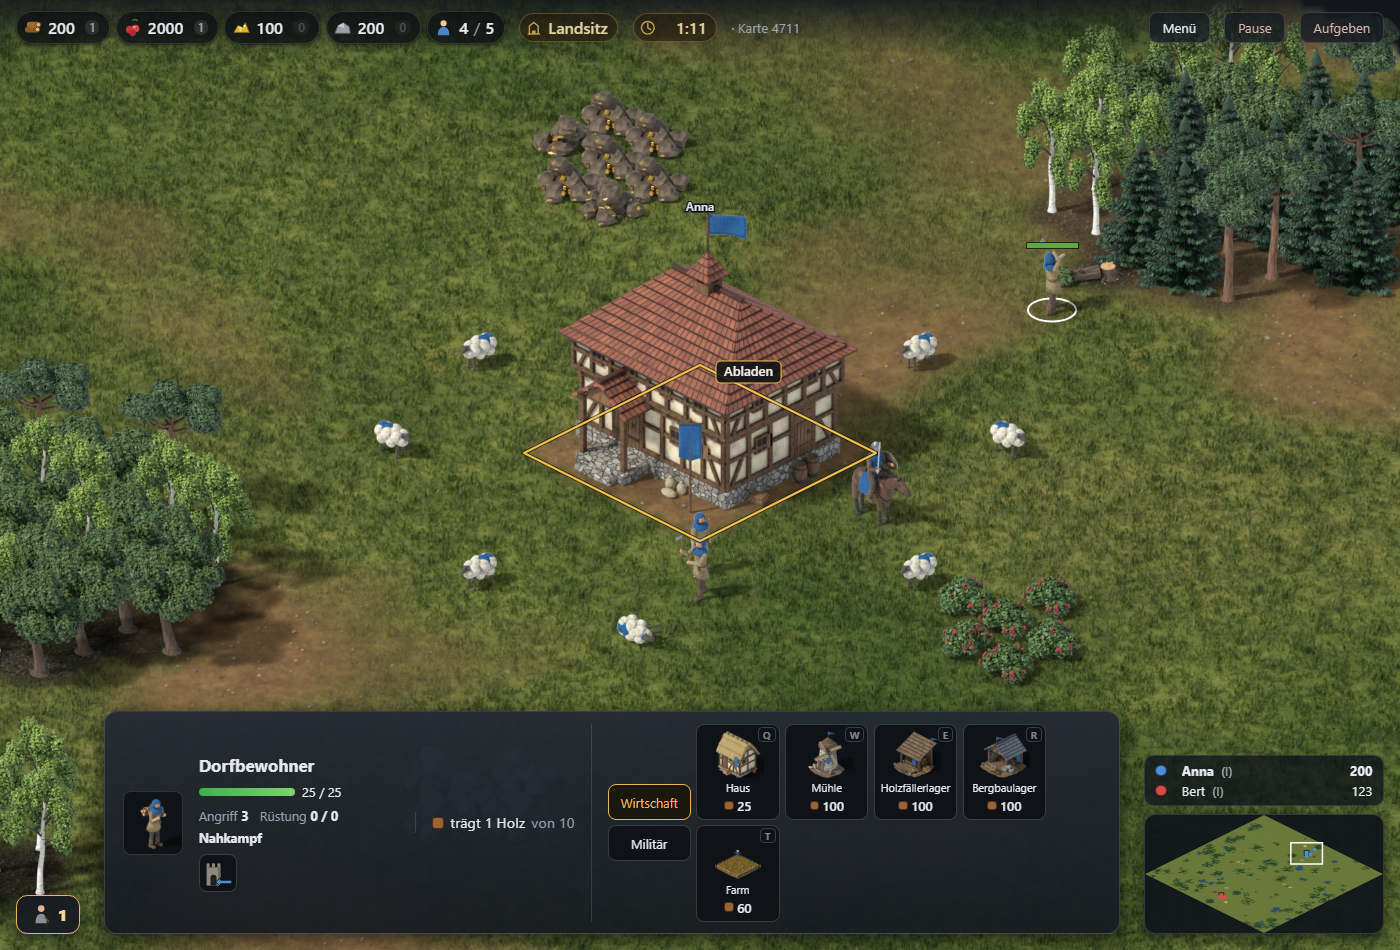 200 1 2000 1 100 0 200 0 4 / 5 Landsitz 1:11 · Karte 4711 Menü Pause Aufgeben
Anna
Abladen
Dorfbewohner
25 / 25
Angriff 3 Rüstung 0 / 0
Nahkampf
trägt 1 Holz von 10
Wirtschaft
Militär
Q
Haus
25
W
Mühle
100
E
Holzfällerlager
100
R
Bergbaulager
100
T
Farm
60
Anna (I) 200
Bert (I) 123
1